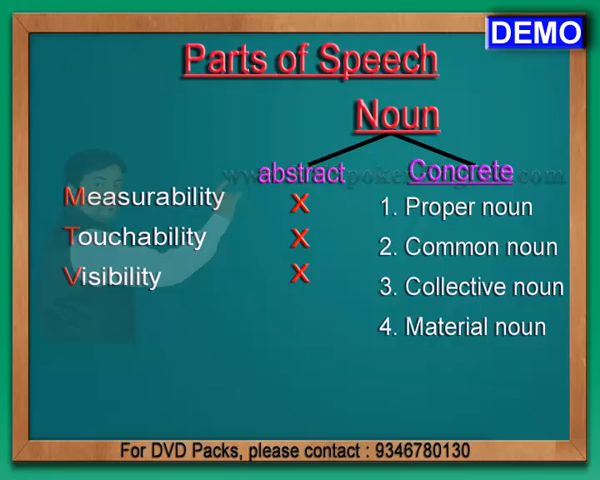 DEMO
Parts of Speech
Noun
abstract Concrete
Measurability X 1. Proper noun
Touchability X 2. Common noun
Visibility X 3. Collective noun
4. Material noun
For DVD Packs, please contact : 9346780130